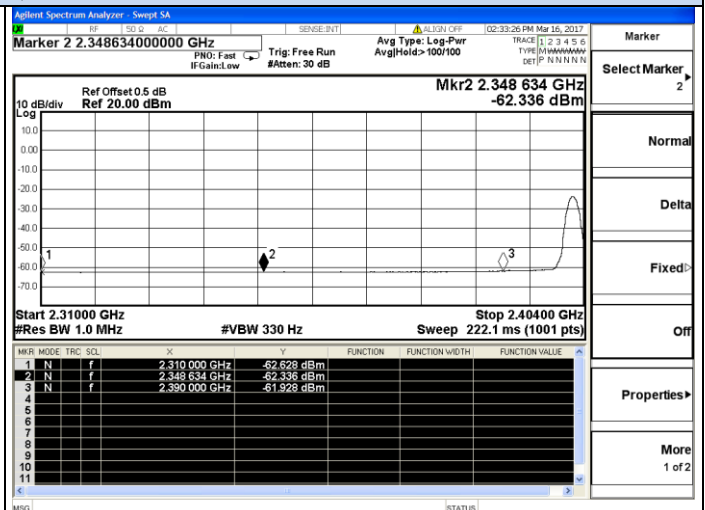 Agilent Spectrum Analyzer - Swept SA
RF 50 Ω AC SENSE:INT ALIGN OFF 02:33:26 PM Mar 16, 2017
Marker 2 2.348634000000 GHz
PNO: Fast Trig: Free Run
IFGain:Low #Atten: 30 dB
Avg Type: Log-Pwr
Avg|Hold:>100/100
TRACE 1 2 3 4 5 6
TYPE M WWWWW
DET P N N N N N
Ref Offset 0.5 dB
10 dB/div Ref 20.00 dBm
Log
Mkr2 2.348 634 GHz
-62.336 dBm
10.0
0.00
-10.0
-20.0
-30.0
-40.0
-50.0
-60.0
-70.0
1 2 3
Start 2.31000 GHz Stop 2.40400 GHz
#Res BW 1.0 MHz #VBW 330 Hz Sweep 222.1 ms (1001 pts)
MKR MODE TRC SCL X Y FUNCTION FUNCTION WIDTH FUNCTION VALUE
1 N f 2.310 000 GHz -62.628 dBm
2 N f 2.348 634 GHz -62.336 dBm
3 N f 2.390 000 GHz -61.928 dBm
4
5
6
7
8
9
10
11
MSG STATUS
Marker
Select Marker
2
Normal
Delta
Fixed
Off
Properties
More
1 of 2